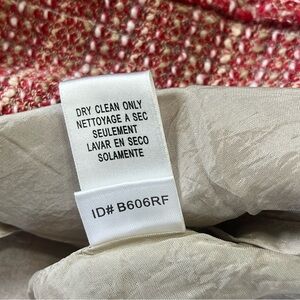 DRY CLEAN ONLY
NETTOYAGE A SEC
SEULEMENT
LAVAR EN SECO
SOLAMENTE
ID# B606RF